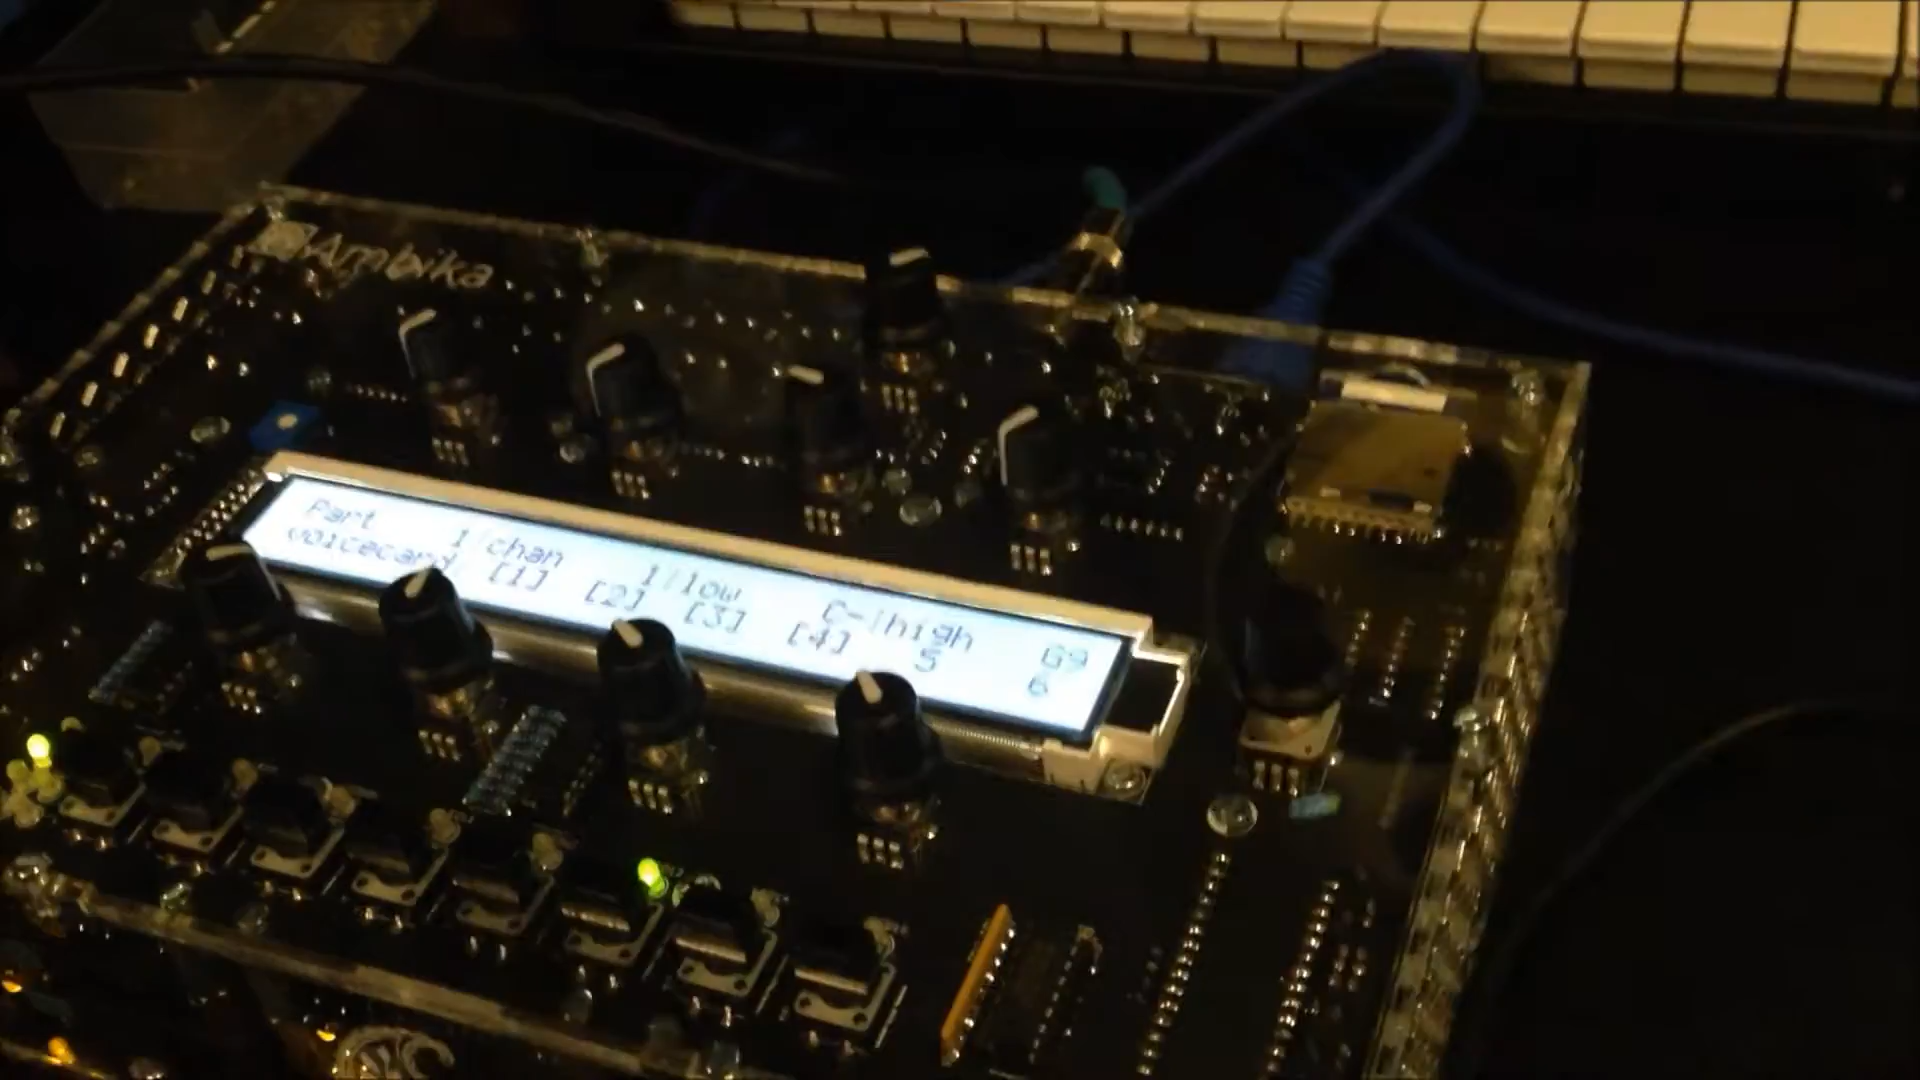 Ambika
Part 1|chan 1|low C-|high G9
voicecard [1] [2] [3] [4] 5 6